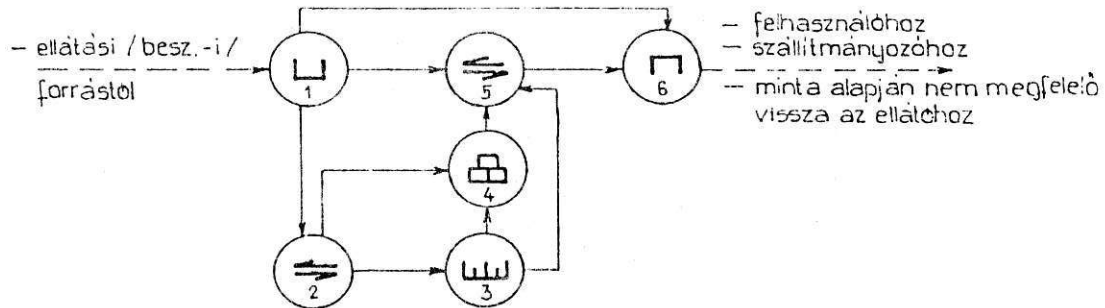 – ellátási / besz.-i /
forrástól
1
2
3
4
5
6
– felhasználóhoz
– szállítmányozóhoz
– minta alapján nem megfelelő
vissza az ellátóhoz